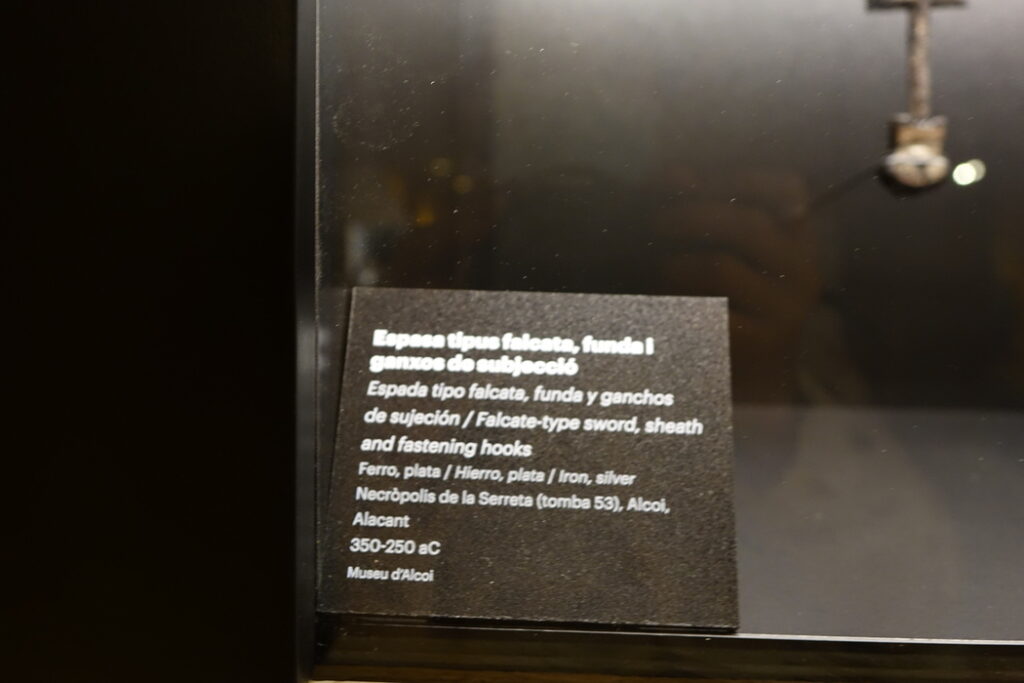 Espasa tipus falcata, funda i
ganxos de subjecció
Espada tipo falcata, funda y ganchos
de sujeción / Falcate-type sword, sheath
and fastening hooks
Ferro, plata / Hierro, plata / Iron, silver
Necròpolis de la Serreta (tomba 53), Alcoi,
Alacant
350-250 aC
Museu d'Alcoi